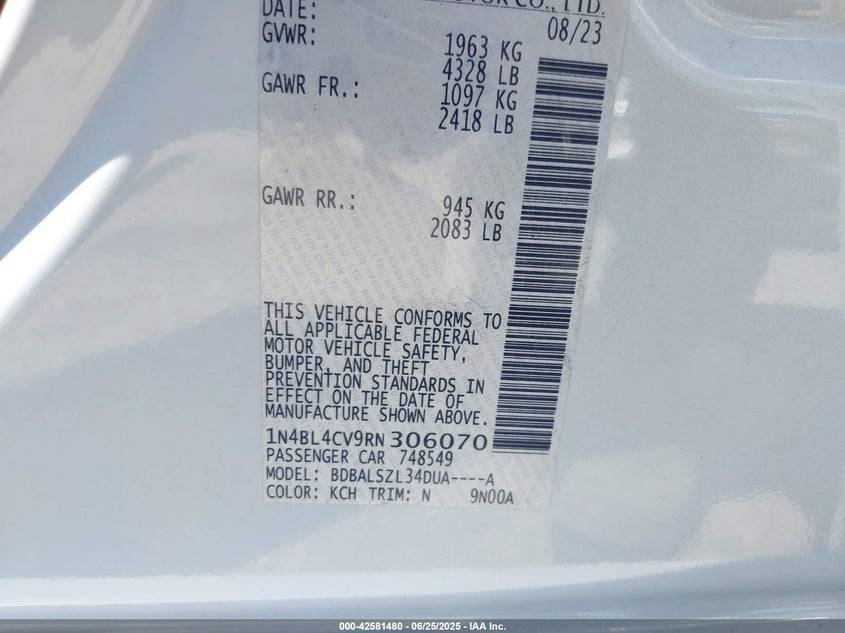 MOTOR CO., LTD.
DATE: 08/23
GVWR: 1963 KG
4328 LB
GAWR FR.: 1097 KG
2418 LB
GAWR RR.: 945 KG
2083 LB
THIS VEHICLE CONFORMS TO
ALL APPLICABLE FEDERAL
MOTOR VEHICLE SAFETY,
BUMPER, AND THEFT
PREVENTION STANDARDS IN
EFFECT ON THE DATE OF
MANUFACTURE SHOWN ABOVE.
1N4BL4CV9RN306070
PASSENGER CAR 748549
MODEL: BDBALSZL34DUA----A
COLOR: KCH TRIM: N 9N00A
000-42581480 - 06/25/2025 - IAA Inc.